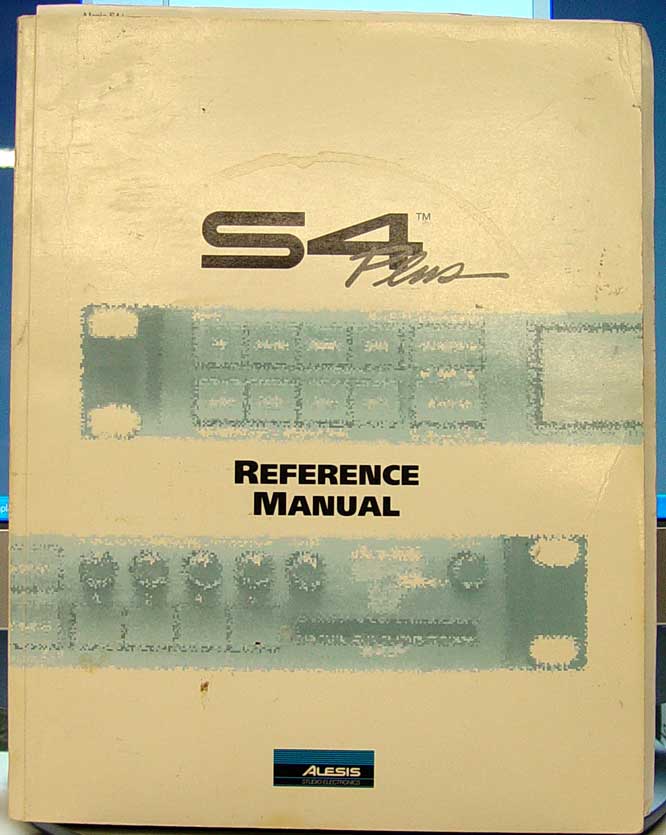 S4™
Plus
REFERENCE
MANUAL
ALESIS
STUDIO ELECTRONICS